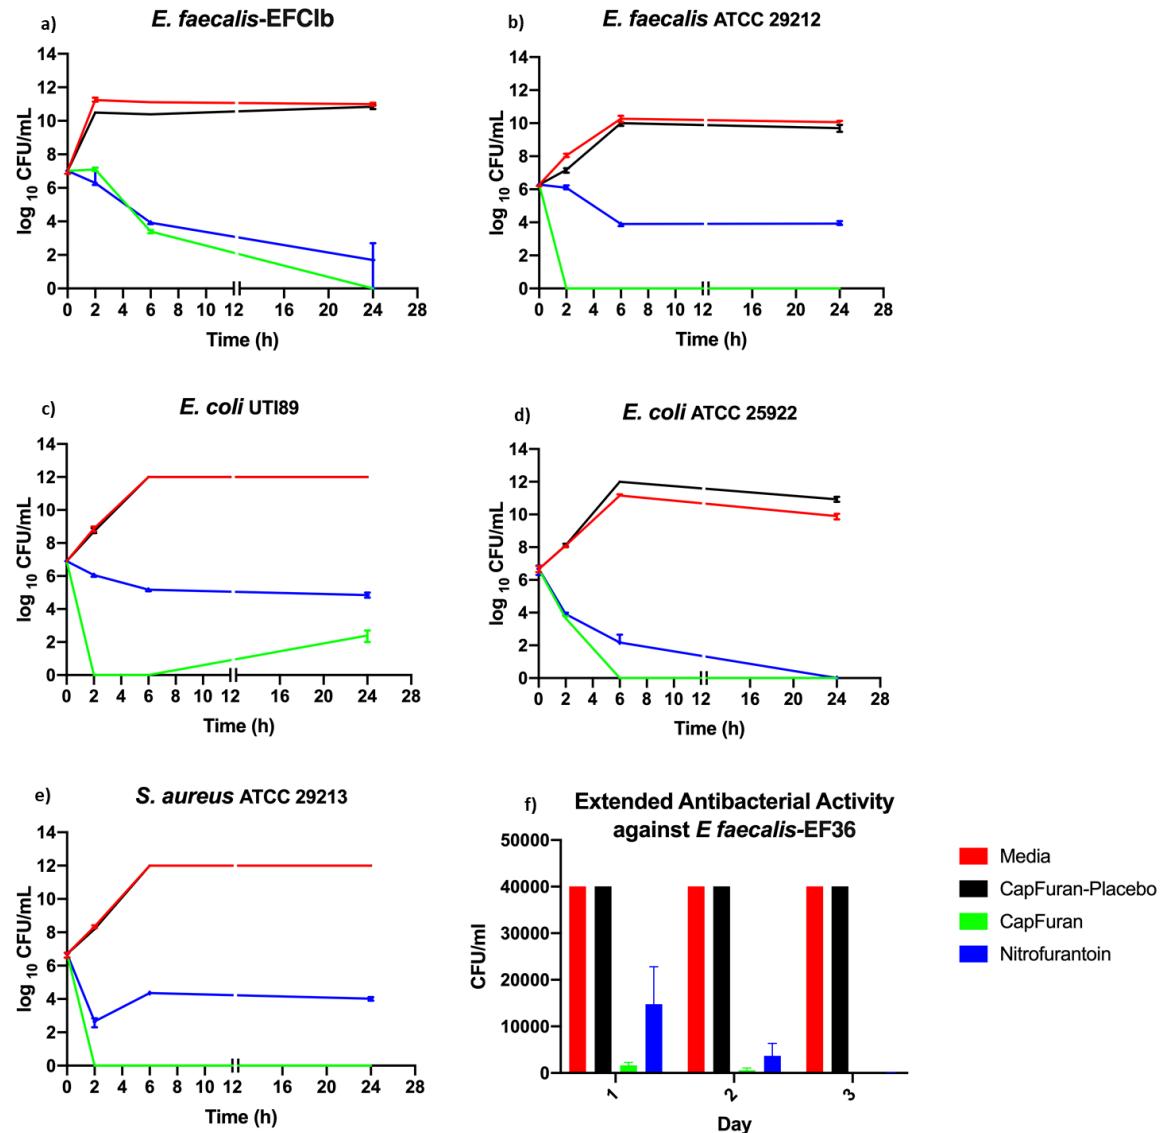 a) E. faecalis-EFCIb
14
12
10
8
6
4
2
0
log 10 CFU/mL
0 2 4 6 8 10 12 16 20 24 28
Time (h)
b) E. faecalis ATCC 29212
14
12
10
8
6
4
2
0
log 10 CFU/mL
0 2 4 6 8 10 12 16 20 24 28
Time (h)
c) E. coli UTI89
14
12
10
8
6
4
2
0
log 10 CFU/mL
0 2 4 6 8 10 12 16 20 24 28
Time (h)
d) E. coli ATCC 25922
14
12
10
8
6
4
2
0
log 10 CFU/mL
0 2 4 6 8 10 12 16 20 24 28
Time (h)
e) S. aureus ATCC 29213
14
12
10
8
6
4
2
0
log 10 CFU/mL
0 2 4 6 8 10 12 16 20 24 28
Time (h)
f) Extended Antibacterial Activity
against E faecalis-EF36
50000
40000
30000
20000
10000
0
CFU/ml
1 2 3
Day
Media
CapFuran-Placebo
CapFuran
Nitrofurantoin